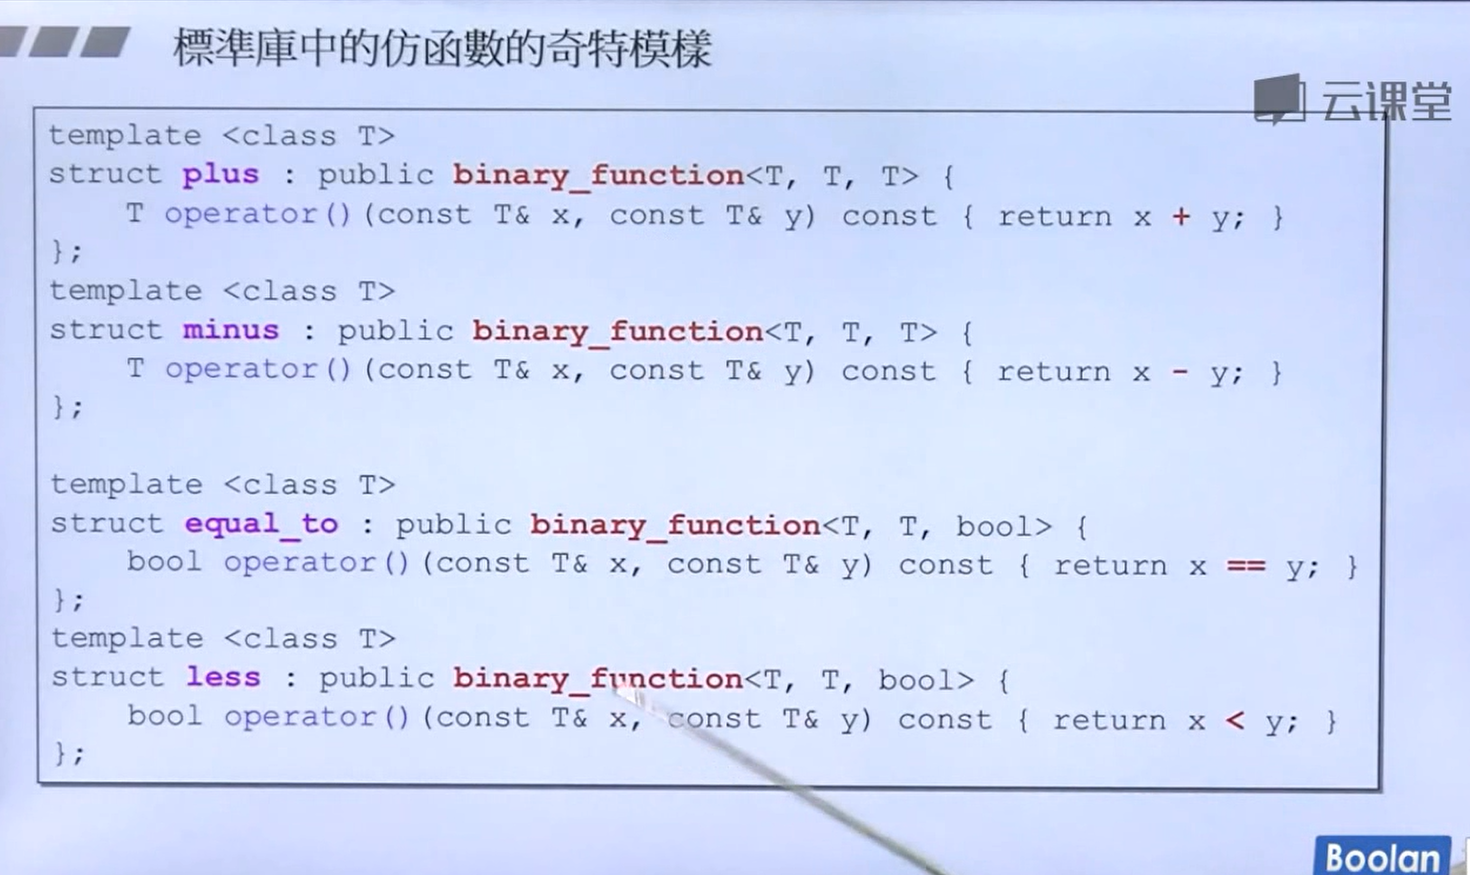 標準庫中的仿函數的奇特模樣
云课堂
template <class T>
struct plus : public binary_function<T, T, T> {
    T operator()(const T& x, const T& y) const { return x + y; }
};
template <class T>
struct minus : public binary_function<T, T, T> {
    T operator()(const T& x, const T& y) const { return x - y; }
};
template <class T>
struct equal_to : public binary_function<T, T, bool> {
    bool operator()(const T& x, const T& y) const { return x == y; }
};
template <class T>
struct less : public binary_function<T, T, bool> {
    bool operator()(const T& x, const T& y) const { return x < y; }
};
Boolan